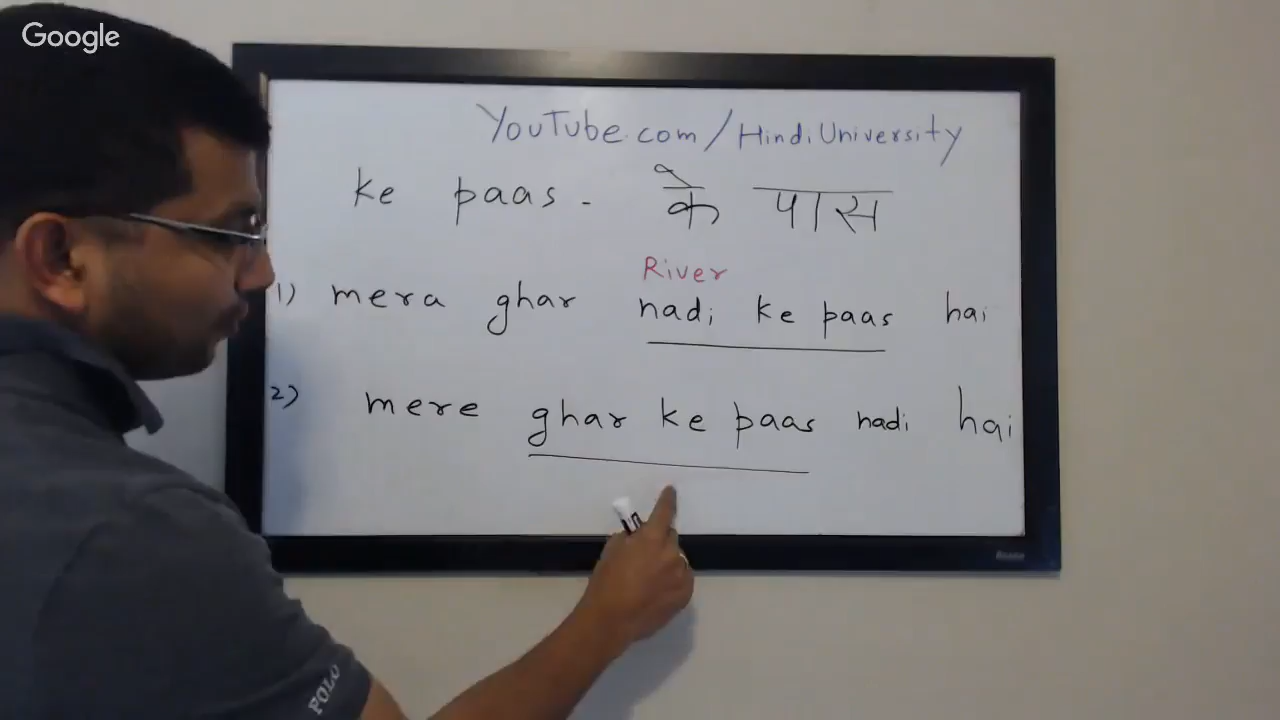 Google
YouTube.com/HindiUniversity
ke paas - के पास
River
1) mera ghar nadi ke paas hai
2) mere ghar ke paas nadi hai
POLO